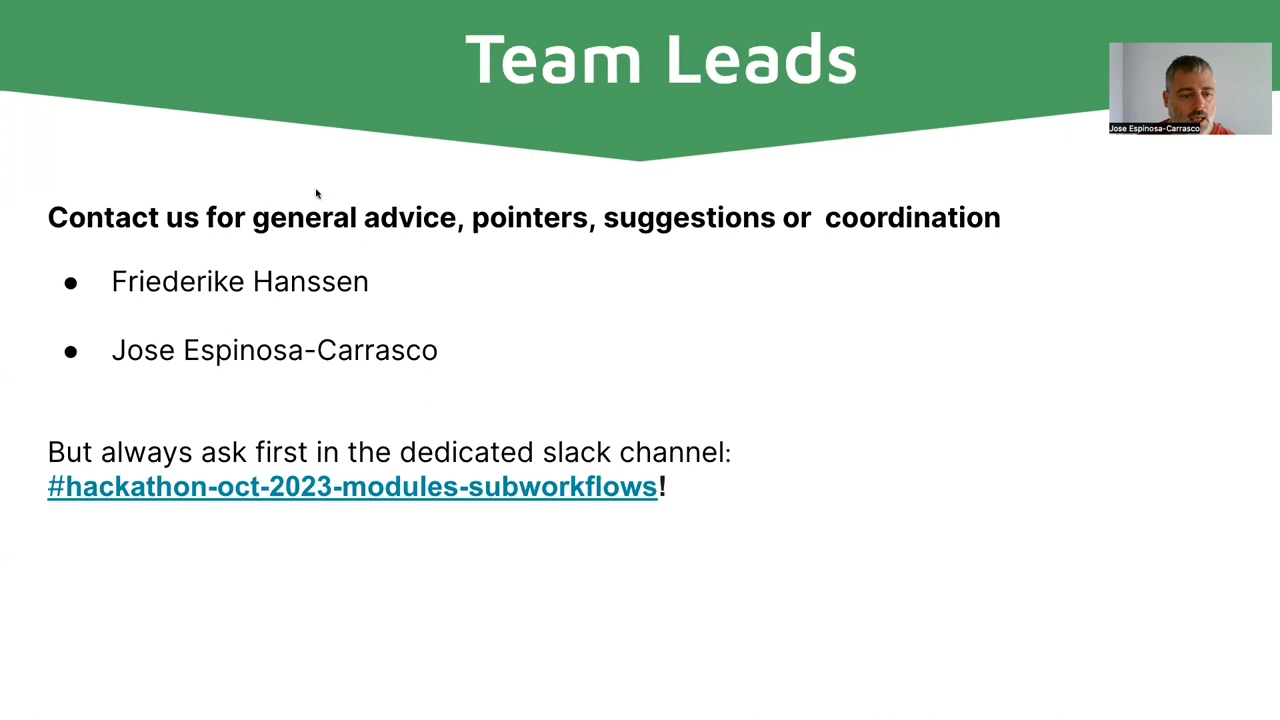 Team Leads
Jose Espinosa-Carrasco
Contact us for general advice, pointers, suggestions or coordination
● Friederike Hanssen
● Jose Espinosa-Carrasco
But always ask first in the dedicated slack channel:
#hackathon-oct-2023-modules-subworkflows!